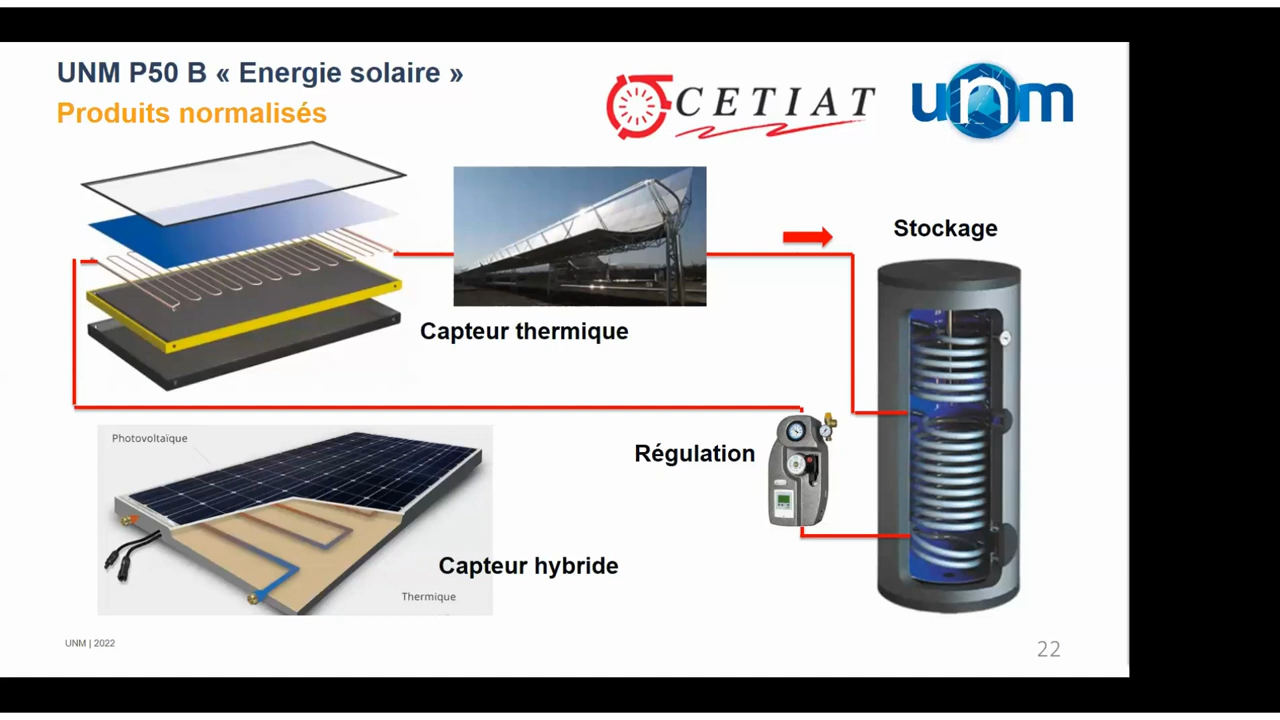 UNM P50 B « Energie solaire »
Produits normalisés
CETIAT
unm
Stockage
Capteur thermique
Régulation
Photovoltaïque
Capteur hybride
Thermique
UNM | 2022
22